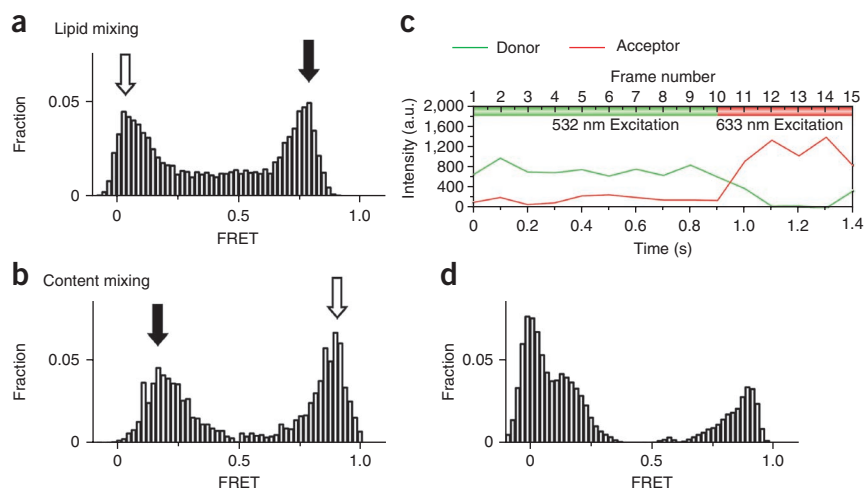 a
Lipid mixing
Fraction
0.05
0
0
0.5
1.0
FRET
c
Donor
Acceptor
Frame number
1 2 3 4 5 6 7 8 9 10 11 12 13 14 15
Intensity (a.u.)
2,000
1,600
1,200
800
400
0
532 nm Excitation
633 nm Excitation
0 0.2 0.4 0.6 0.8 1.0 1.2 1.4
Time (s)
b
Content mixing
Fraction
0.05
0
0
0.5
1.0
FRET
d
Fraction
0.05
0
0
0.5
1.0
FRET